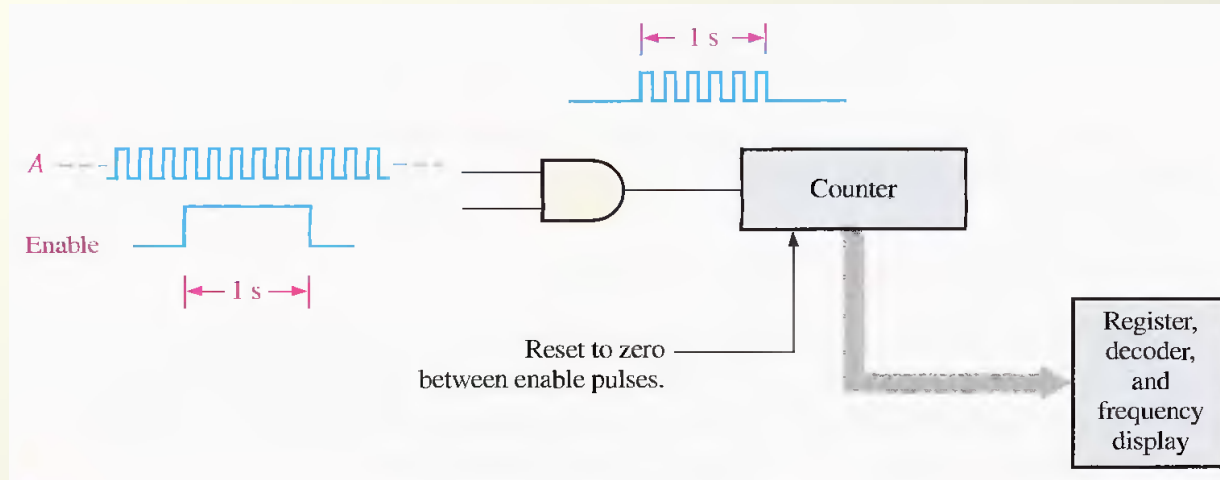 1 s
A
Enable
1 s
Counter
Reset to zero
between enable pulses.
Register,
decoder,
and
frequency
display